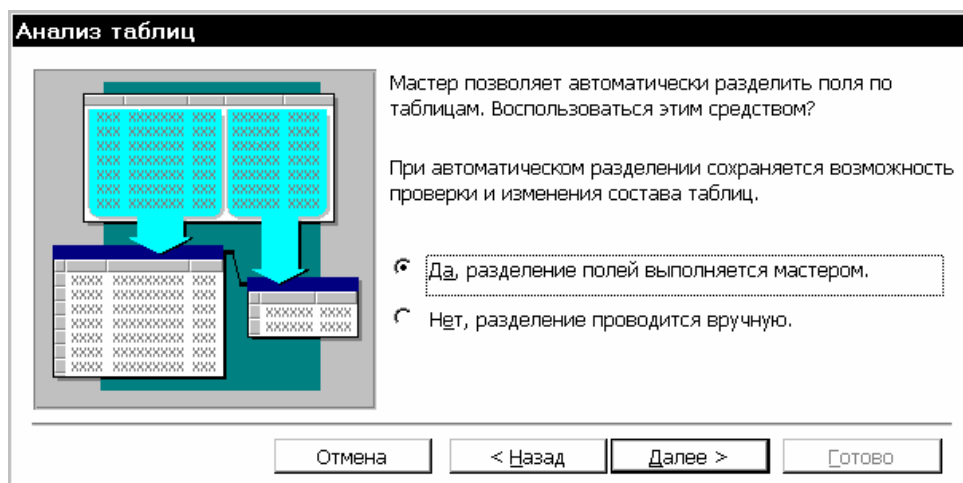 Анализ таблиц
Мастер позволяет автоматически разделить поля по
таблицам. Воспользоваться этим средством?
При автоматическом разделении сохраняется возможность
проверки и изменения состава таблиц.
Да, разделение полей выполняется мастером.
Нет, разделение проводится вручную.
Отмена
< Назад
Далее >
Готово